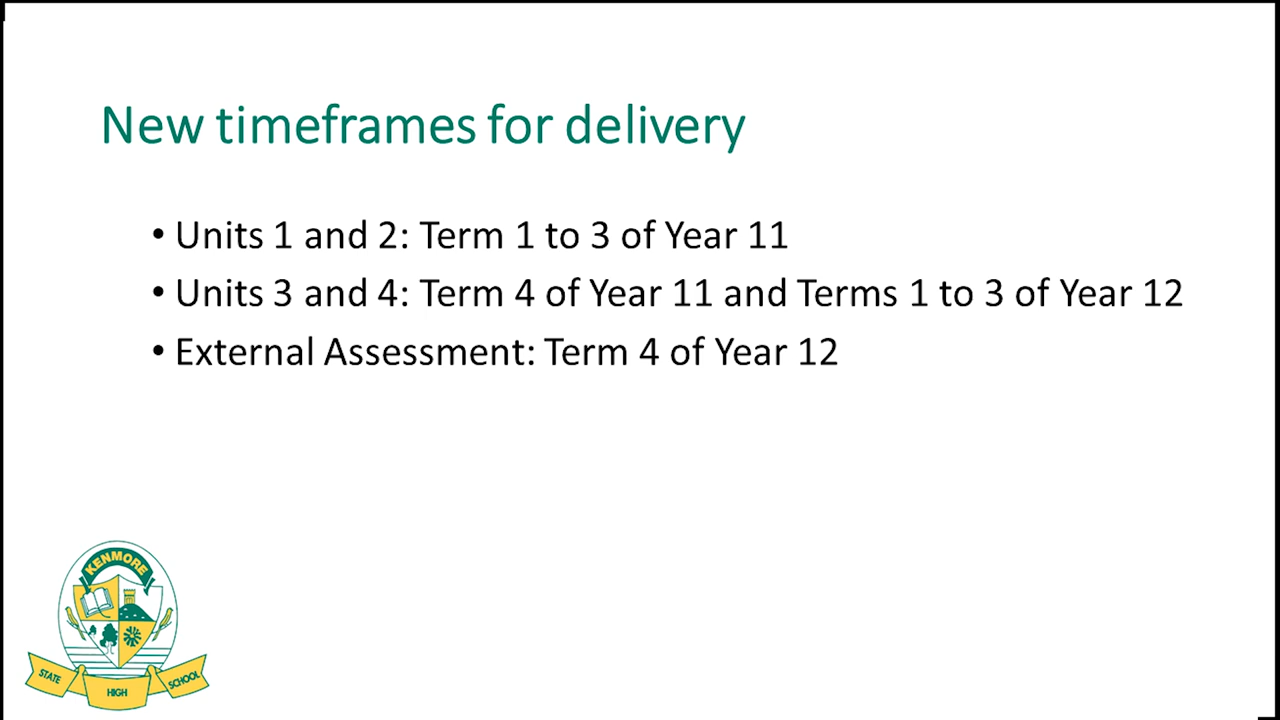 New timeframes for delivery
• Units 1 and 2: Term 1 to 3 of Year 11
• Units 3 and 4: Term 4 of Year 11 and Terms 1 to 3 of Year 12
• External Assessment: Term 4 of Year 12
KENMORE
STATE HIGH SCHOOL